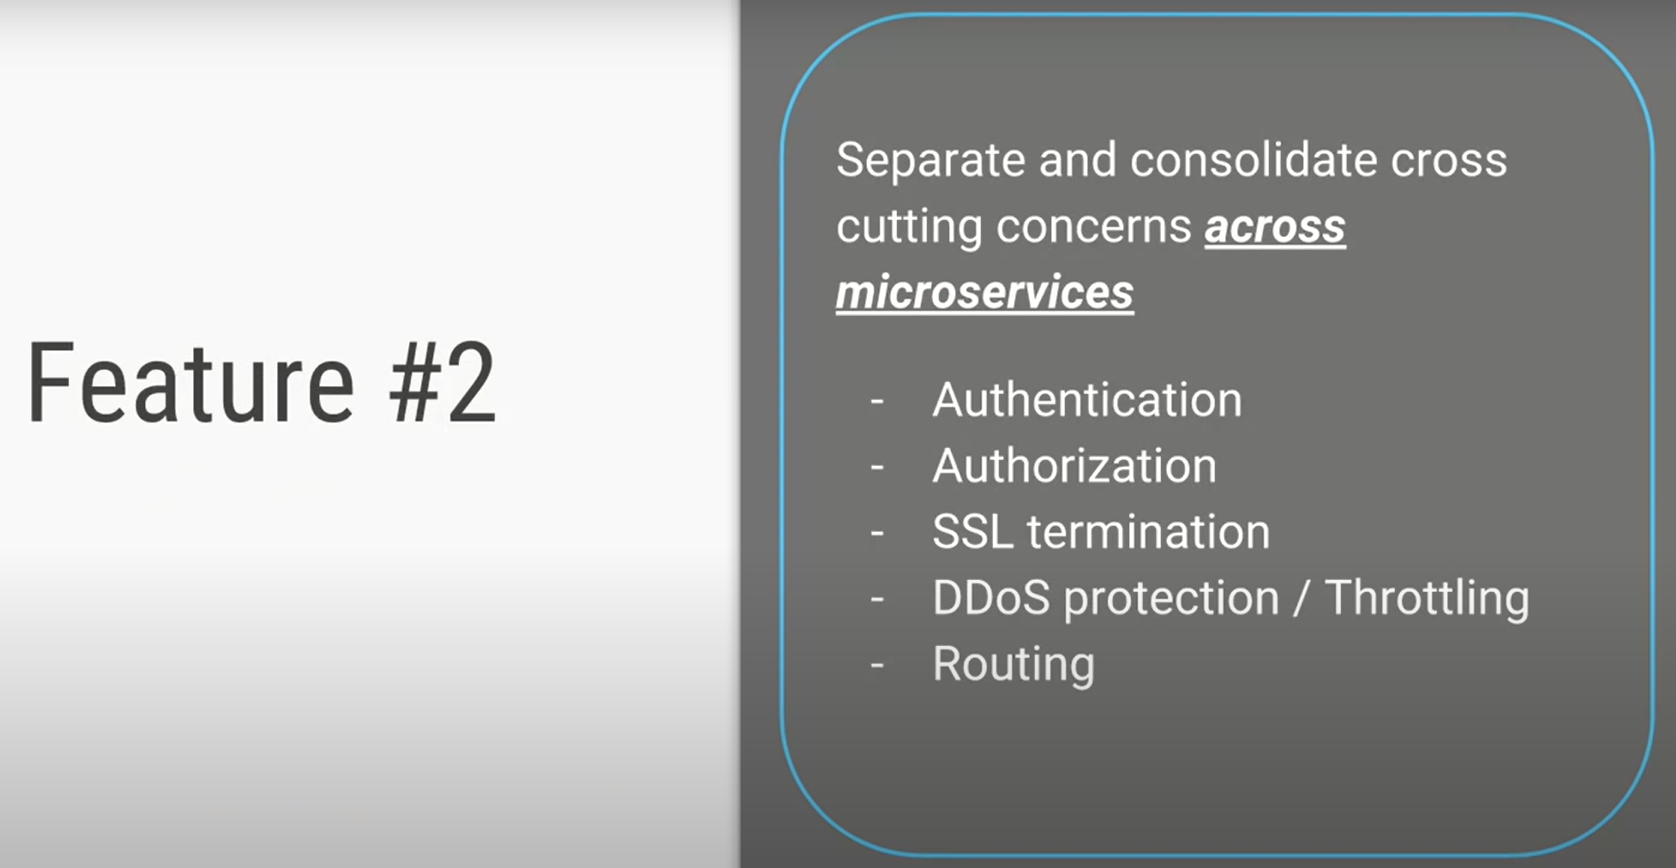 Feature #2
Separate and consolidate cross
cutting concerns across
microservices
- Authentication
- Authorization
- SSL termination
- DDoS protection / Throttling
- Routing